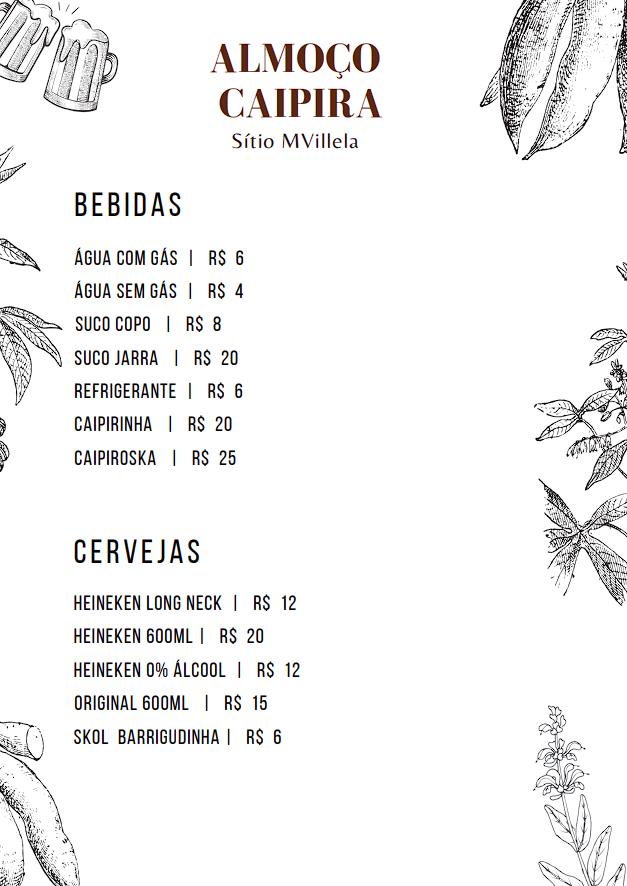 ALMOÇO
CAIPIRA
Sítio MVillela
BEBIDAS
ÁGUA COM GÁS | R$ 6
ÁGUA SEM GÁS | R$ 4
SUCO COPO | R$ 8
SUCO JARRA | R$ 20
REFRIGERANTE | R$ 6
CAIPIRINHA | R$ 20
CAIPIROSKA | R$ 25
CERVEJAS
HEINEKEN LONG NECK | R$ 12
HEINEKEN 600ML | R$ 20
HEINEKEN 0% ÁLCOOL | R$ 12
ORIGINAL 600ML | R$ 15
SKOL BARRIGUDINHA | R$ 6